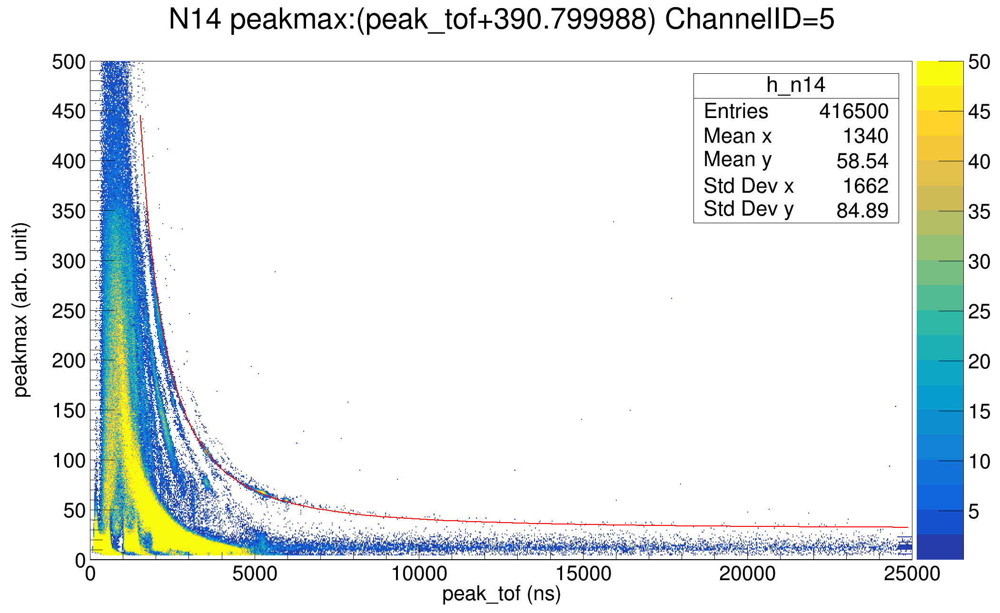 N14 peakmax:(peak_tof+390.799988) ChannelID=5
h_n14
Entries 416500
Mean x 1340
Mean y 58.54
Std Dev x 1662
Std Dev y 84.89
peakmax (arb. unit)
500
450
400
350
300
250
200
150
100
50
0
0 5000 10000 15000 20000 25000
peak_tof (ns)
50
45
40
35
30
25
20
15
10
5